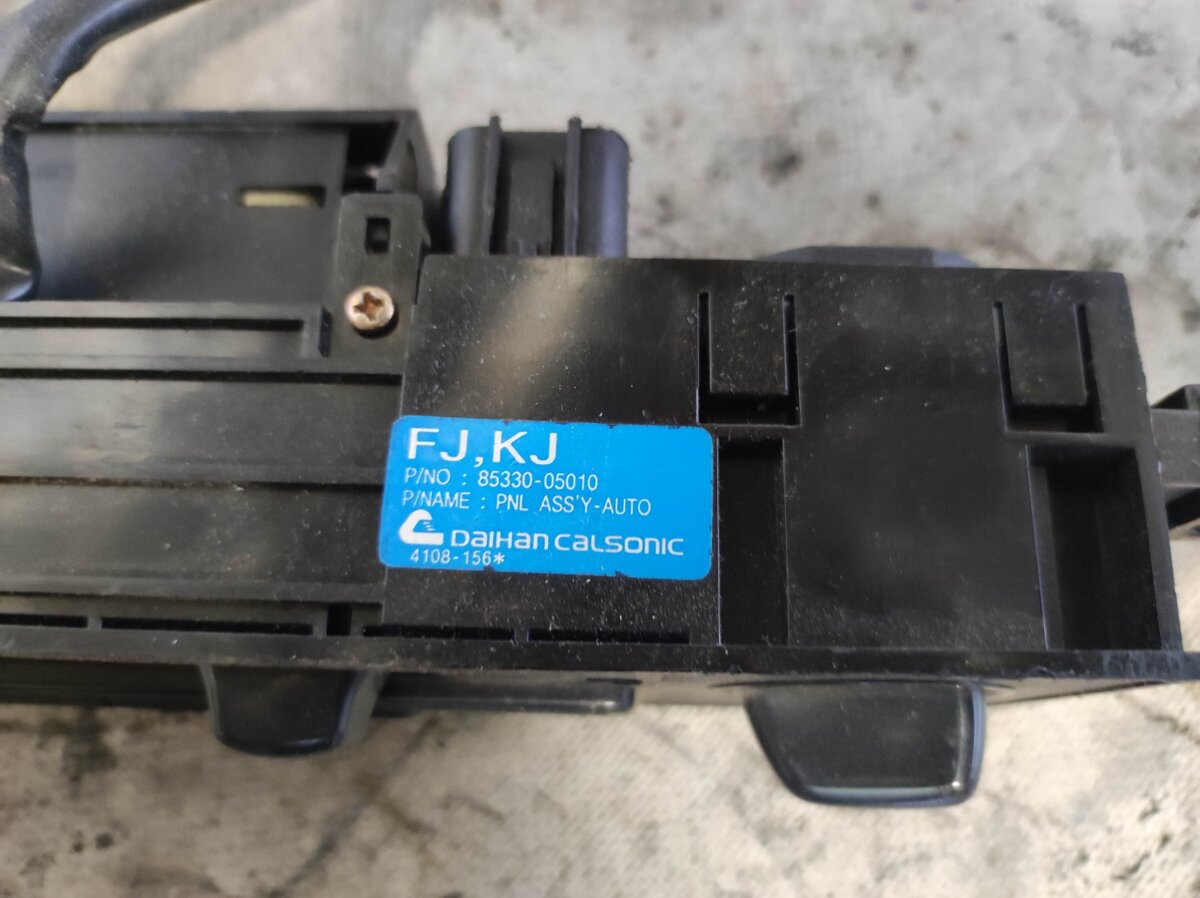 FJ,KJ
P/NO : 85330-05010
P/NAME : PNL ASS'Y-AUTO
DAIHAN CALSONIC
4108-156*